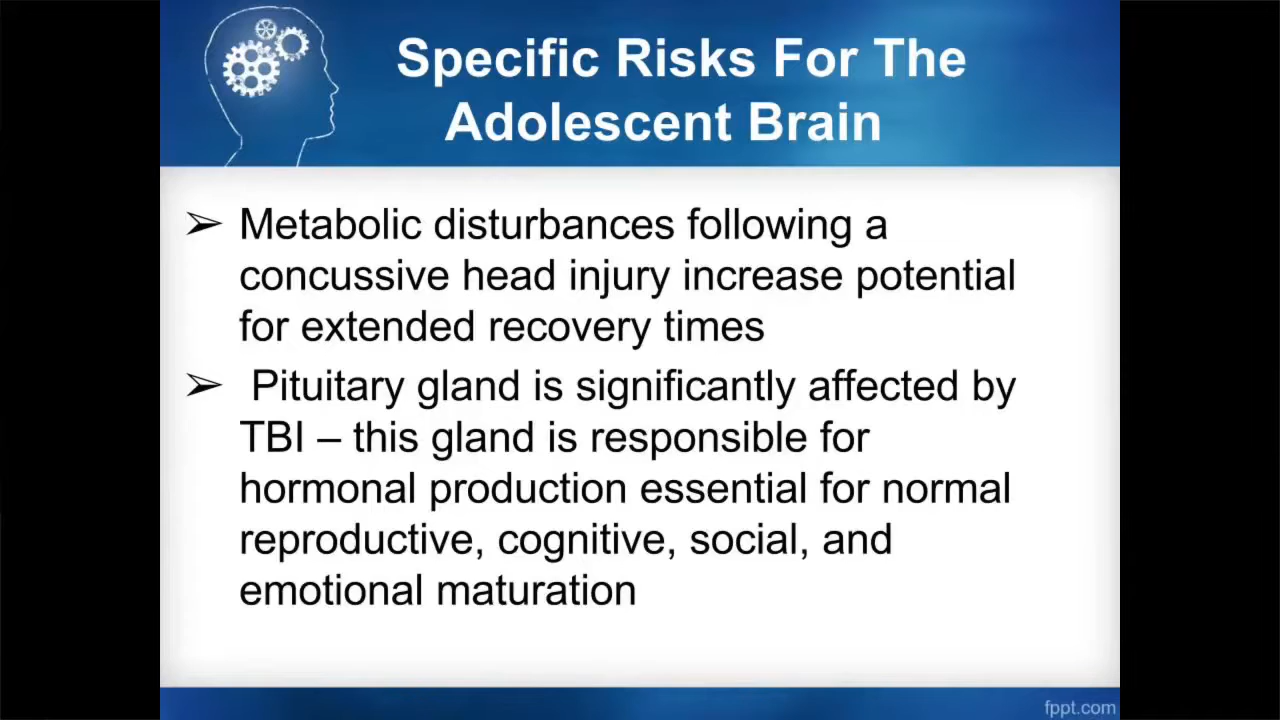 Specific Risks For The
Adolescent Brain
➢ Metabolic disturbances following a
concussive head injury increase potential
for extended recovery times
➢ Pituitary gland is significantly affected by
TBI – this gland is responsible for
hormonal production essential for normal
reproductive, cognitive, social, and
emotional maturation
fppt.com